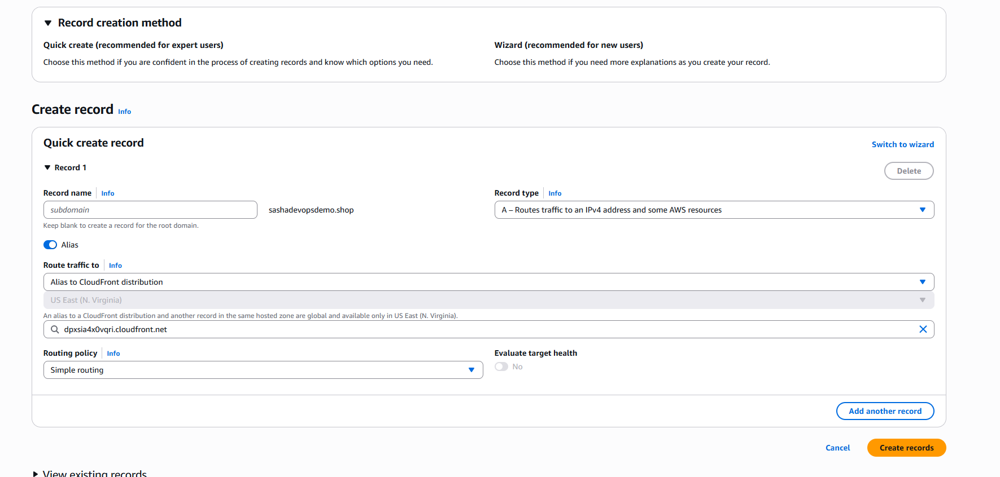 Record creation method
Quick create (recommended for expert users)
Choose this method if you are confident in the process of creating records and know which options you need.
Wizard (recommended for new users)
Choose this method if you need more explanations as you create your record.
Create record Info
Quick create record
Switch to wizard
Record 1
Delete
Record name Info
subdomain
sashadevopsdemo.shop
Keep blank to create a record for the root domain.
Record type Info
A – Routes traffic to an IPv4 address and some AWS resources
Alias
Route traffic to Info
Alias to CloudFront distribution
US East (N. Virginia)
An alias to a CloudFront distribution and another record in the same hosted zone are global and available only in US East (N. Virginia).
dpxsia4x0vqri.cloudfront.net
Routing policy Info
Simple routing
Evaluate target health
No
Add another record
Cancel
Create records
View existing records